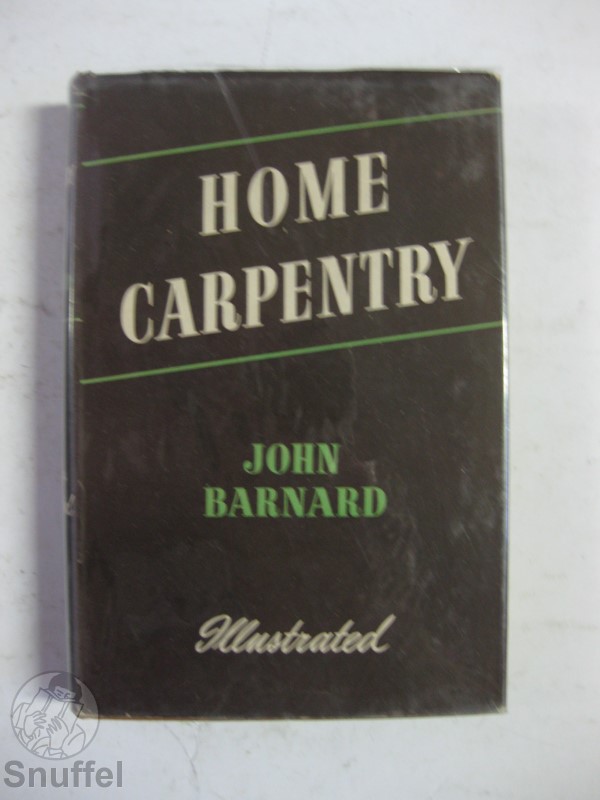 HOME
CARPENTRY
JOHN
BARNARD
Illustrated
Snuffel